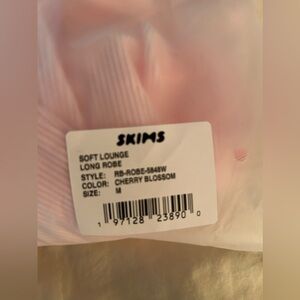 SKIMS
SOFT LOUNGE
LONG ROBE
STYLE: RB-ROBE-5848W
COLOR: CHERRY BLOSSOM
SIZE: M
1 97128 23890 0